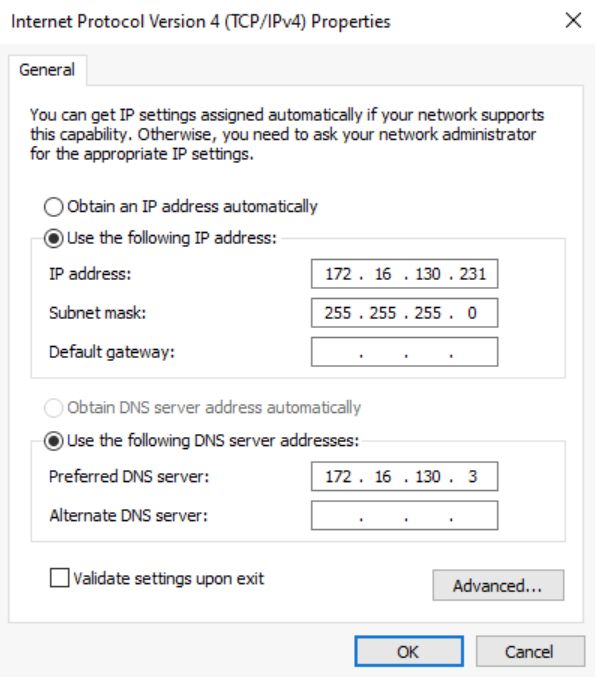 Internet Protocol Version 4 (TCP/IPv4) Properties
General
You can get IP settings assigned automatically if your network supports
this capability. Otherwise, you need to ask your network administrator
for the appropriate IP settings.
Obtain an IP address automatically
Use the following IP address:
IP address: 172 . 16 . 130 . 231
Subnet mask: 255 . 255 . 255 . 0
Default gateway: . . .
Obtain DNS server address automatically
Use the following DNS server addresses:
Preferred DNS server: 172 . 16 . 130 . 3
Alternate DNS server: . . .
Validate settings upon exit
Advanced...
OK Cancel